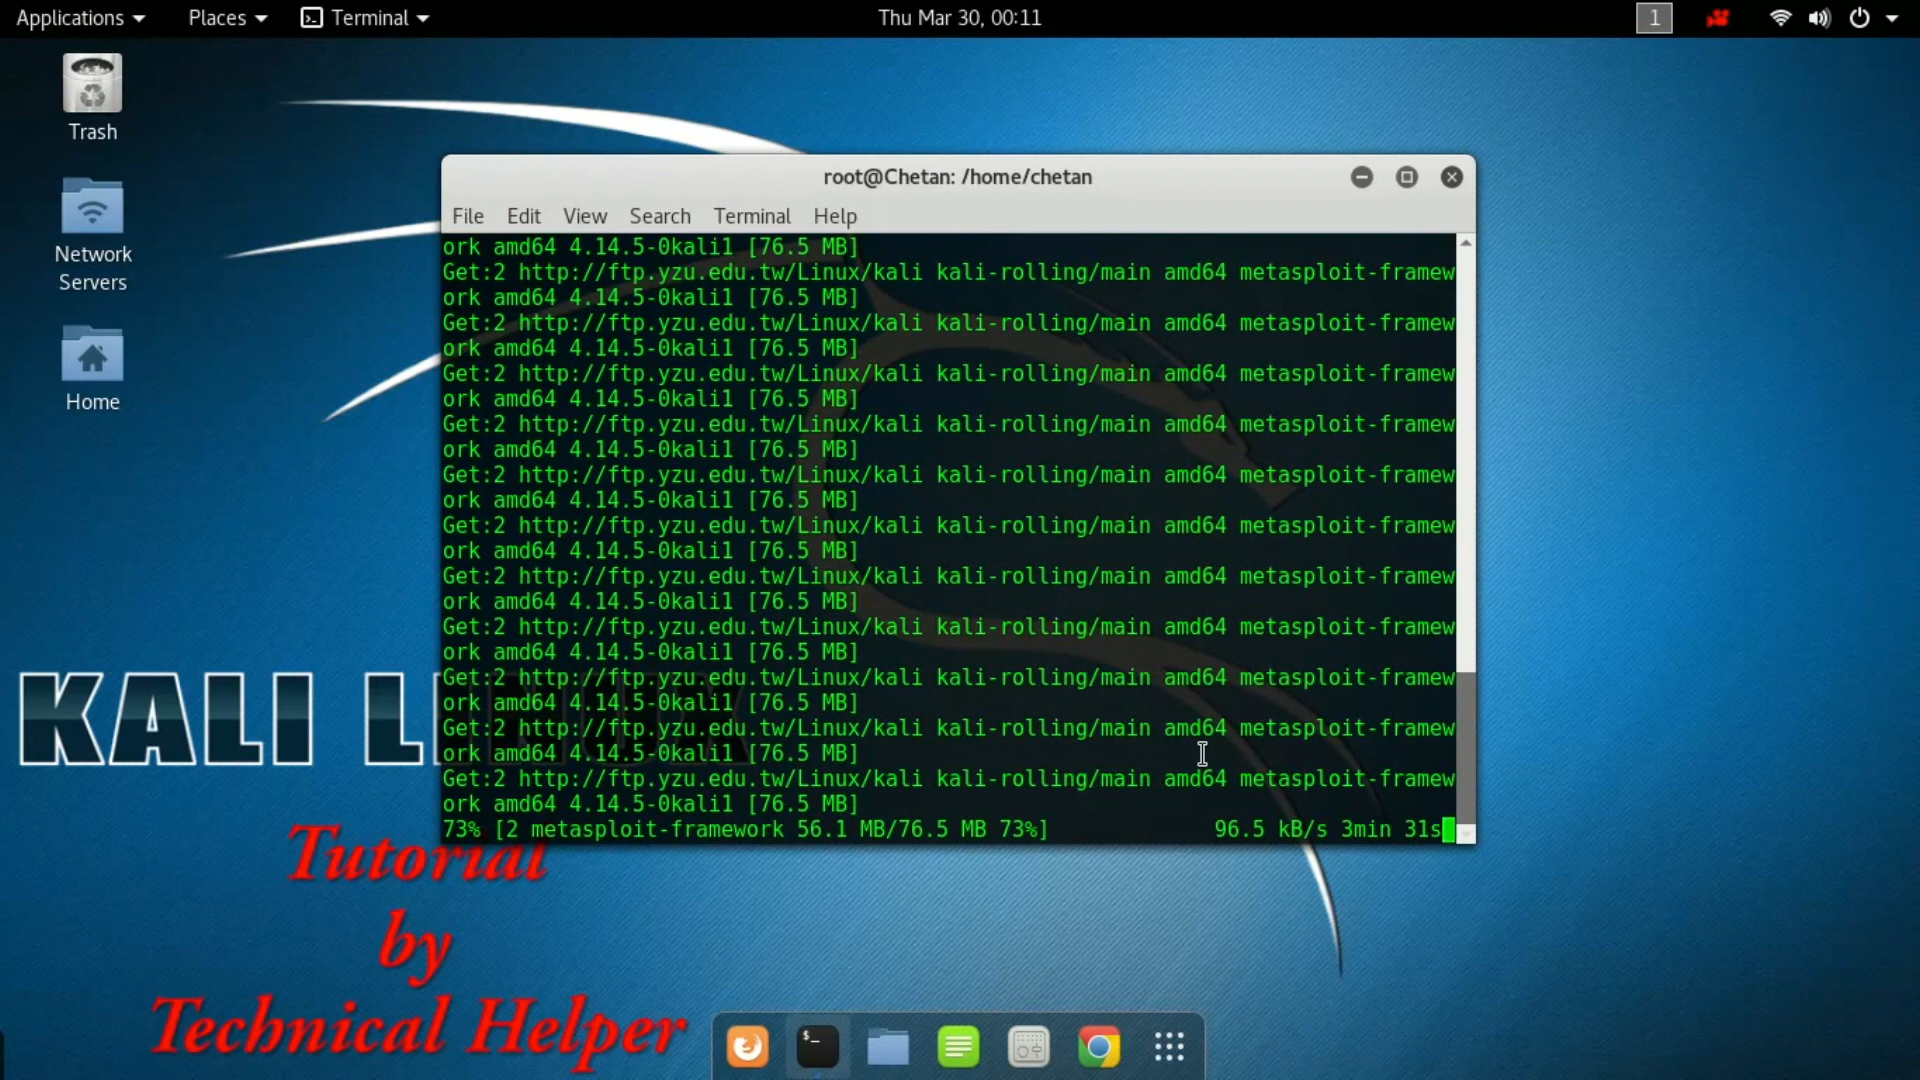 Applications Places Terminal Thu Mar 30, 00:11 1
Trash
Network
Servers
Home
root@Chetan: /home/chetan
File Edit View Search Terminal Help
ork amd64 4.14.5-0kali1 [76.5 MB]
Get:2 http://ftp.yzu.edu.tw/Linux/kali kali-rolling/main amd64 metasploit-framew
ork amd64 4.14.5-0kali1 [76.5 MB]
Get:2 http://ftp.yzu.edu.tw/Linux/kali kali-rolling/main amd64 metasploit-framew
ork amd64 4.14.5-0kali1 [76.5 MB]
Get:2 http://ftp.yzu.edu.tw/Linux/kali kali-rolling/main amd64 metasploit-framew
ork amd64 4.14.5-0kali1 [76.5 MB]
Get:2 http://ftp.yzu.edu.tw/Linux/kali kali-rolling/main amd64 metasploit-framew
ork amd64 4.14.5-0kali1 [76.5 MB]
Get:2 http://ftp.yzu.edu.tw/Linux/kali kali-rolling/main amd64 metasploit-framew
ork amd64 4.14.5-0kali1 [76.5 MB]
Get:2 http://ftp.yzu.edu.tw/Linux/kali kali-rolling/main amd64 metasploit-framew
ork amd64 4.14.5-0kali1 [76.5 MB]
Get:2 http://ftp.yzu.edu.tw/Linux/kali kali-rolling/main amd64 metasploit-framew
ork amd64 4.14.5-0kali1 [76.5 MB]
Get:2 http://ftp.yzu.edu.tw/Linux/kali kali-rolling/main amd64 metasploit-framew
ork amd64 4.14.5-0kali1 [76.5 MB]
Get:2 http://ftp.yzu.edu.tw/Linux/kali kali-rolling/main amd64 metasploit-framew
ork amd64 4.14.5-0kali1 [76.5 MB]
Get:2 http://ftp.yzu.edu.tw/Linux/kali kali-rolling/main amd64 metasploit-framew
ork amd64 4.14.5-0kali1 [76.5 MB]
Get:2 http://ftp.yzu.edu.tw/Linux/kali kali-rolling/main amd64 metasploit-framew
ork amd64 4.14.5-0kali1 [76.5 MB]
73% [2 metasploit-framework 56.1 MB/76.5 MB 73%] 96.5 kB/s 3min 31s
KALI LINUX
Tutorial
by
Technical Helper